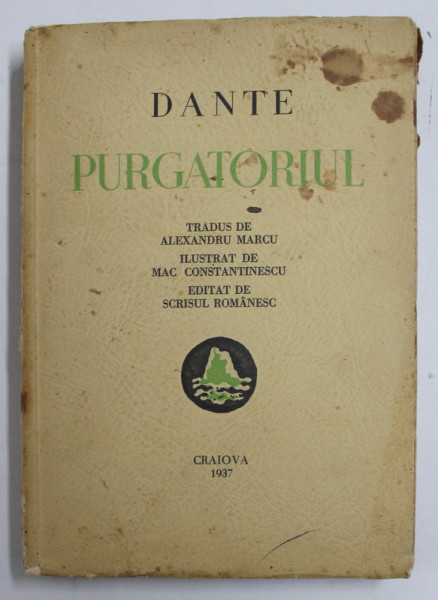 DANTE
PURGATORIUL
TRADUS DE
ALEXANDRU MARCU
ILUSTRAT DE
MAC CONSTANTINESCU
EDITAT DE
SCRISUL ROMÂNESC
CRAIOVA
1937